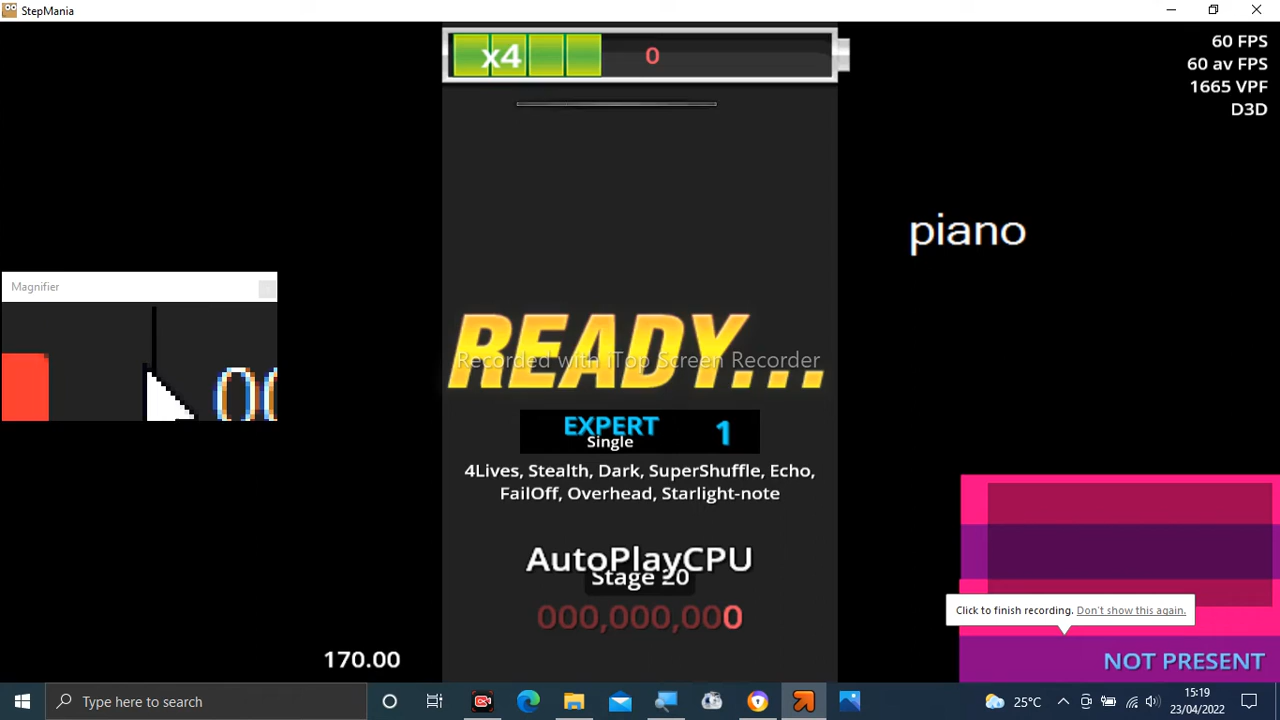 StepMania
x4
0
60 FPS
60 av FPS
1665 VPF
D3D
piano
Magnifier
00
READY...
Recorded with iTop Screen Recorder
EXPERT 1
Single
4Lives, Stealth, Dark, SuperShuffle, Echo,
FailOff, Overhead, Starlight-note
AutoPlayCPU
Stage 20
000,000,000
Click to finish recording. Don't show this again.
170.00
NOT PRESENT
Type here to search
25°C
15:19
23/04/2022